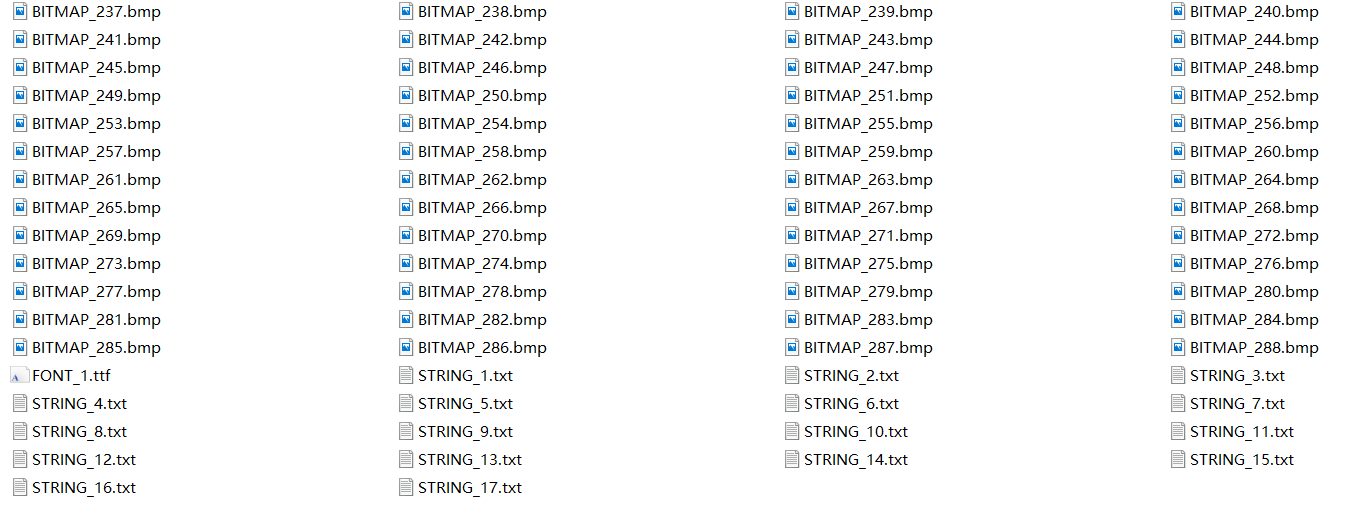 BITMAP_237.bmp BITMAP_238.bmp BITMAP_239.bmp BITMAP_240.bmp
BITMAP_241.bmp BITMAP_242.bmp BITMAP_243.bmp BITMAP_244.bmp
BITMAP_245.bmp BITMAP_246.bmp BITMAP_247.bmp BITMAP_248.bmp
BITMAP_249.bmp BITMAP_250.bmp BITMAP_251.bmp BITMAP_252.bmp
BITMAP_253.bmp BITMAP_254.bmp BITMAP_255.bmp BITMAP_256.bmp
BITMAP_257.bmp BITMAP_258.bmp BITMAP_259.bmp BITMAP_260.bmp
BITMAP_261.bmp BITMAP_262.bmp BITMAP_263.bmp BITMAP_264.bmp
BITMAP_265.bmp BITMAP_266.bmp BITMAP_267.bmp BITMAP_268.bmp
BITMAP_269.bmp BITMAP_270.bmp BITMAP_271.bmp BITMAP_272.bmp
BITMAP_273.bmp BITMAP_274.bmp BITMAP_275.bmp BITMAP_276.bmp
BITMAP_277.bmp BITMAP_278.bmp BITMAP_279.bmp BITMAP_280.bmp
BITMAP_281.bmp BITMAP_282.bmp BITMAP_283.bmp BITMAP_284.bmp
BITMAP_285.bmp BITMAP_286.bmp BITMAP_287.bmp BITMAP_288.bmp
FONT_1.ttf STRING_1.txt STRING_2.txt STRING_3.txt
STRING_4.txt STRING_5.txt STRING_6.txt STRING_7.txt
STRING_8.txt STRING_9.txt STRING_10.txt STRING_11.txt
STRING_12.txt STRING_13.txt STRING_14.txt STRING_15.txt
STRING_16.txt STRING_17.txt